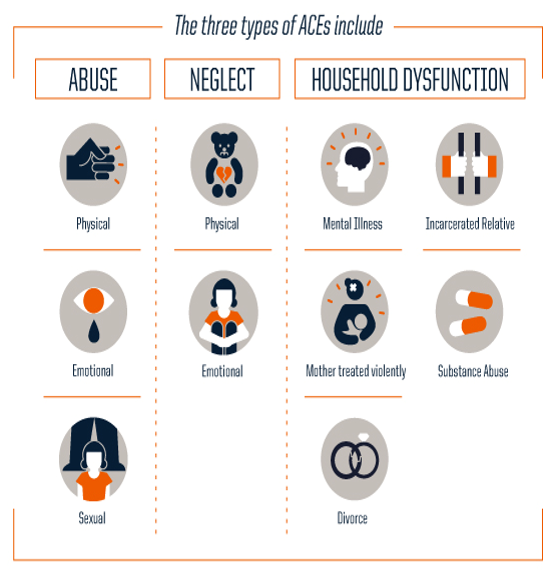 The three types of ACEs include
ABUSE
NEGLECT
HOUSEHOLD DYSFUNCTION
Physical
Physical
Mental Illness
Incarcerated Relative
Emotional
Emotional
Mother treated violently
Substance Abuse
Sexual
Divorce